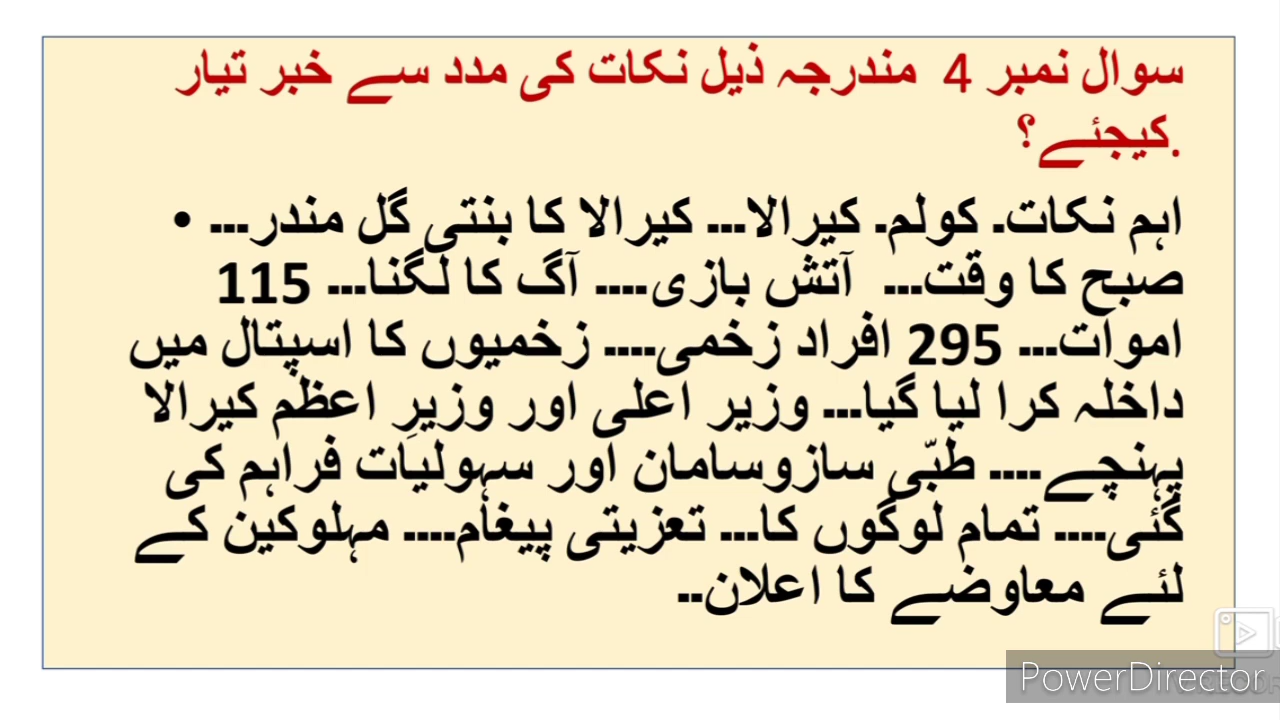 سوال نمبر 4 مندرجہ ذیل نکات کی مدد سے خبر تیار
کیجئے؟.
• اہم نکات۔ کولم۔ کیرالا... کیرالا کا بنتی گل مندر...
صبح کا وقت... آتش بازی.... آگ کا لگنا... 115
اموات... 295 افراد زخمی.... زخمیوں کا اسپتال میں
داخلہ کرا لیا گیا... وزیر اعلی اور وزیرِ اعظم کیرالا
پہنچے.... طبّی سازوسامان اور سہولیات فراہم کی
گئی.... تمام لوگوں کا... تعزیتی پیغام.... مہلوکین کے
لئے معاوضے کا اعلان..
PowerDirector